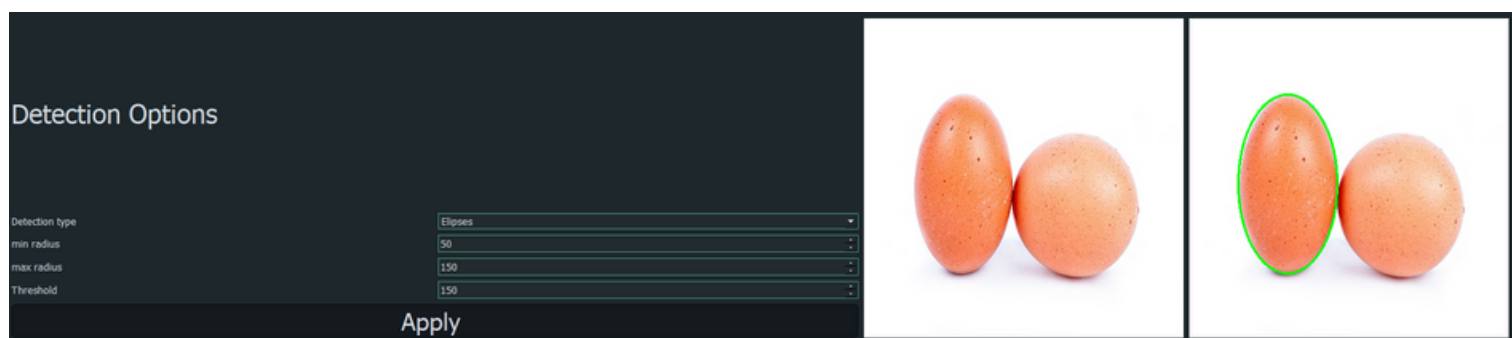 Detection Options
Detection type
Elipses
min radius
50
max radius
150
Threshold
150
Apply